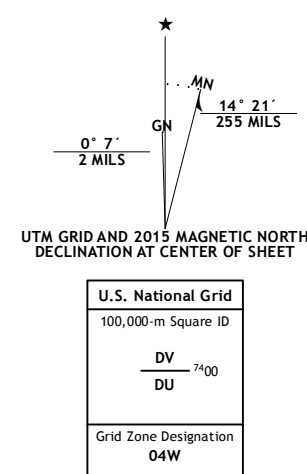 ★
MN
GN
0° 7´
2 MILS
14° 21´
255 MILS
UTM GRID AND 2015 MAGNETIC NORTH
DECLINATION AT CENTER OF SHEET
U.S. National Grid
100,000-m Square ID
DV
7400
DU
Grid Zone Designation
04W